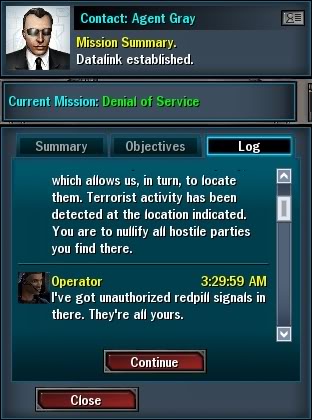 Contact: Agent Gray
Mission Summary.
Datalink established.
Current Mission: Denial of Service
Summary
Objectives
Log
which allows us, in turn, to locate
them. Terrorist activity has been
detected at the location indicated.
You are to nullify all hostile parties
you find there.
Operator 3:29:59 AM
I've got unauthorized redpill signals in
there. They're all yours.
Continue
Close